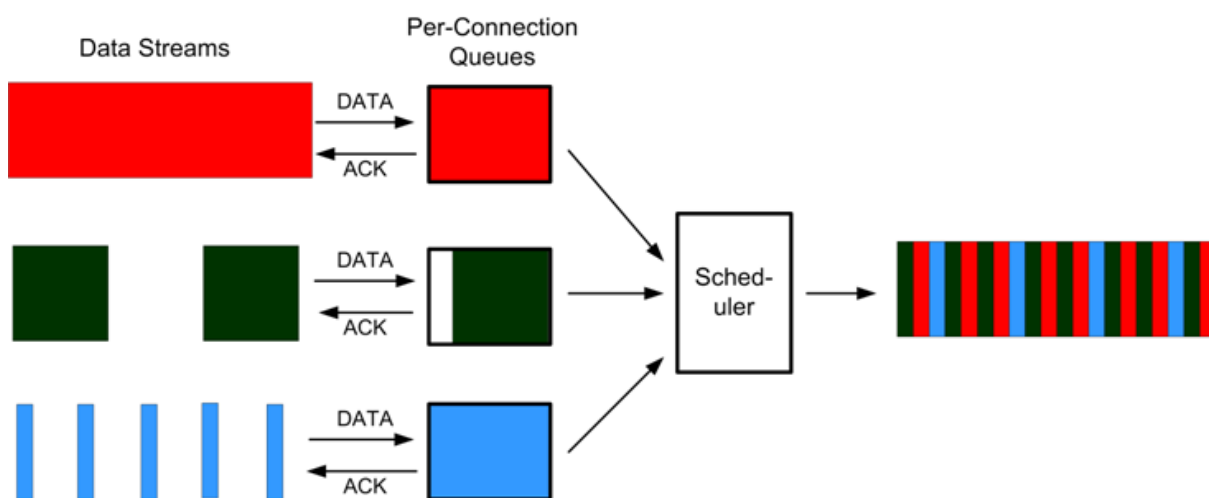 Data Streams
Per-Connection
Queues
DATA
ACK
DATA
ACK
Sched-
uler
DATA
ACK